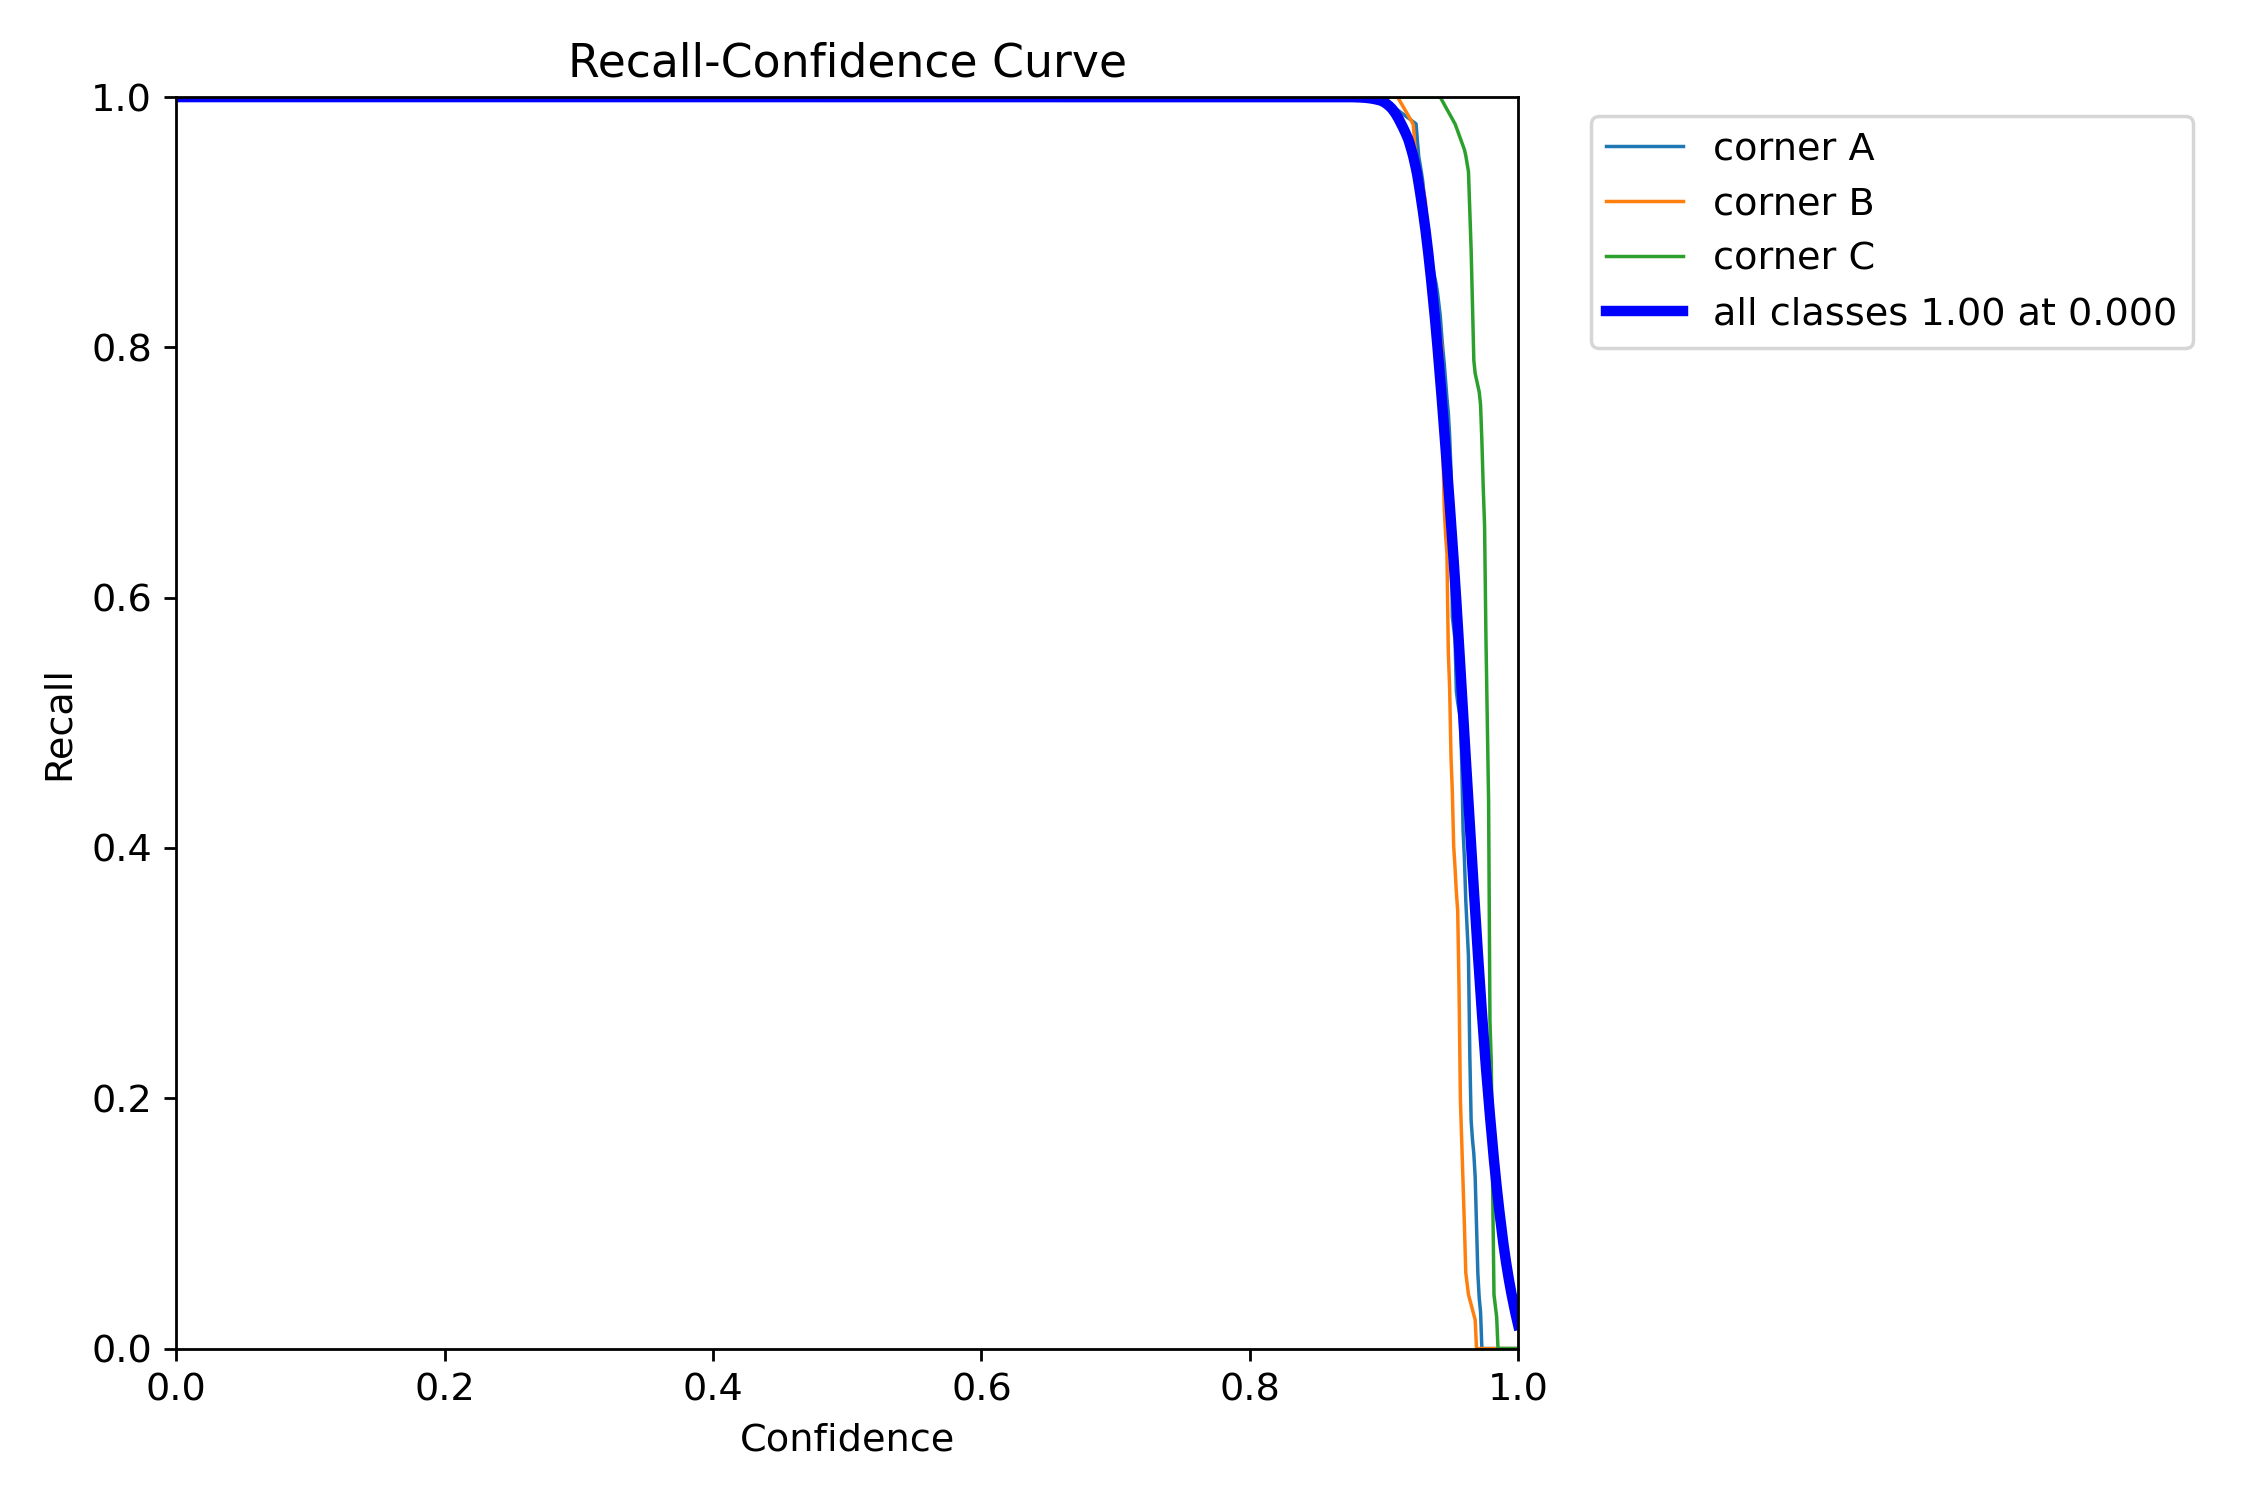 Recall-Confidence Curve
1.0
0.8
0.6
0.4
0.2
0.0
Recall
0.0 0.2 0.4 0.6 0.8 1.0
Confidence
corner A
corner B
corner C
all classes 1.00 at 0.000